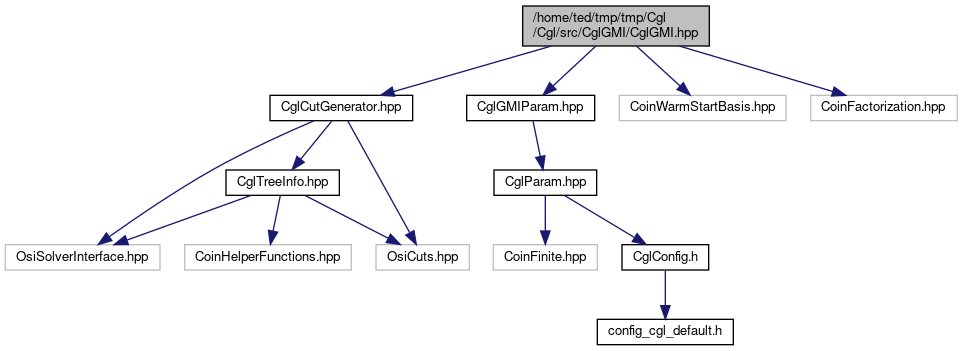 /home/ted/tmp/tmp/Cgl
/Cgl/src/CglGMI/CglGMI.hpp
CglCutGenerator.hpp
CglGMIParam.hpp
CoinWarmStartBasis.hpp
CoinFactorization.hpp
CglTreeInfo.hpp
CglParam.hpp
OsiSolverInterface.hpp
CoinHelperFunctions.hpp
OsiCuts.hpp
CoinFinite.hpp
CglConfig.h
config_cgl_default.h